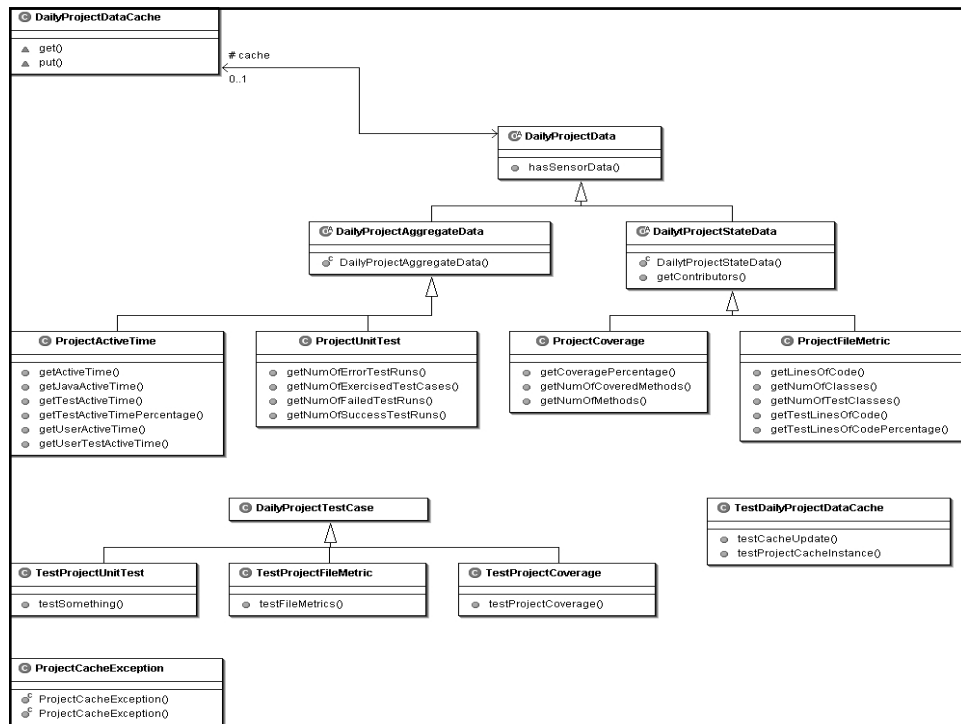 DailyProjectDataCache
get()
put()
# cache
0..1
DailyProjectData
hasSensorData()
DailyProjectAggregateData
DailyProjectAggregateData()
DailytProjectStateData
DailytProjectStateData()
getContributors()
ProjectActiveTime
getActiveTime()
getJavaActiveTime()
getTestActiveTime()
getTestActiveTimePercentage()
getUserActiveTime()
getUserTestActiveTime()
ProjectUnitTest
getNumOfErrorTestRuns()
getNumOfExercisedTestCases()
getNumOfFailedTestRuns()
getNumOfSuccessTestRuns()
ProjectCoverage
getCoveragePercentage()
getNumOfCoveredMethods()
getNumOfMethods()
ProjectFileMetric
getLinesOfCode()
getNumOfClasses()
getNumOfTestClasses()
getTestLinesOfCode()
getTestLinesOfCodePercentage()
DailyProjectTestCase
TestDailyProjectDataCache
testCacheUpdate()
testProjectCacheInstance()
TestProjectUnitTest
testSomething()
TestProjectFileMetric
testFileMetrics()
TestProjectCoverage
testProjectCoverage()
ProjectCacheException
ProjectCacheException()
ProjectCacheException()